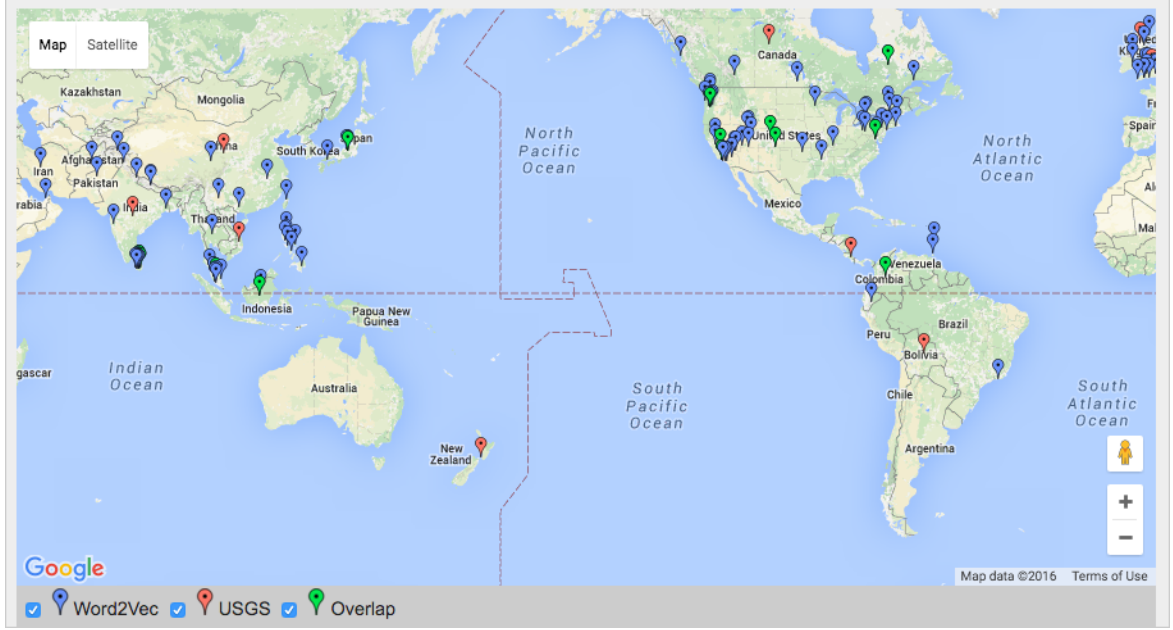 Map Satellite
Canada
Kazakhstan
Mongolia
North
Pacific
Ocean
North
Atlantic
Ocean
United States
Spain
South Korea
Afghanistan
Iran
Pakistan
India
Thailand
Mexico
Venezuela
Colombia
Indonesia
Papua New
Guinea
Brazil
Peru
Bolivia
Indian
Ocean
gascar
Australia
South
Pacific
Ocean
South
Atlantic
Ocean
Chile
New
Zealand
Argentina
+
−
Google
Map data ©2016 Terms of Use
Word2Vec USGS Overlap